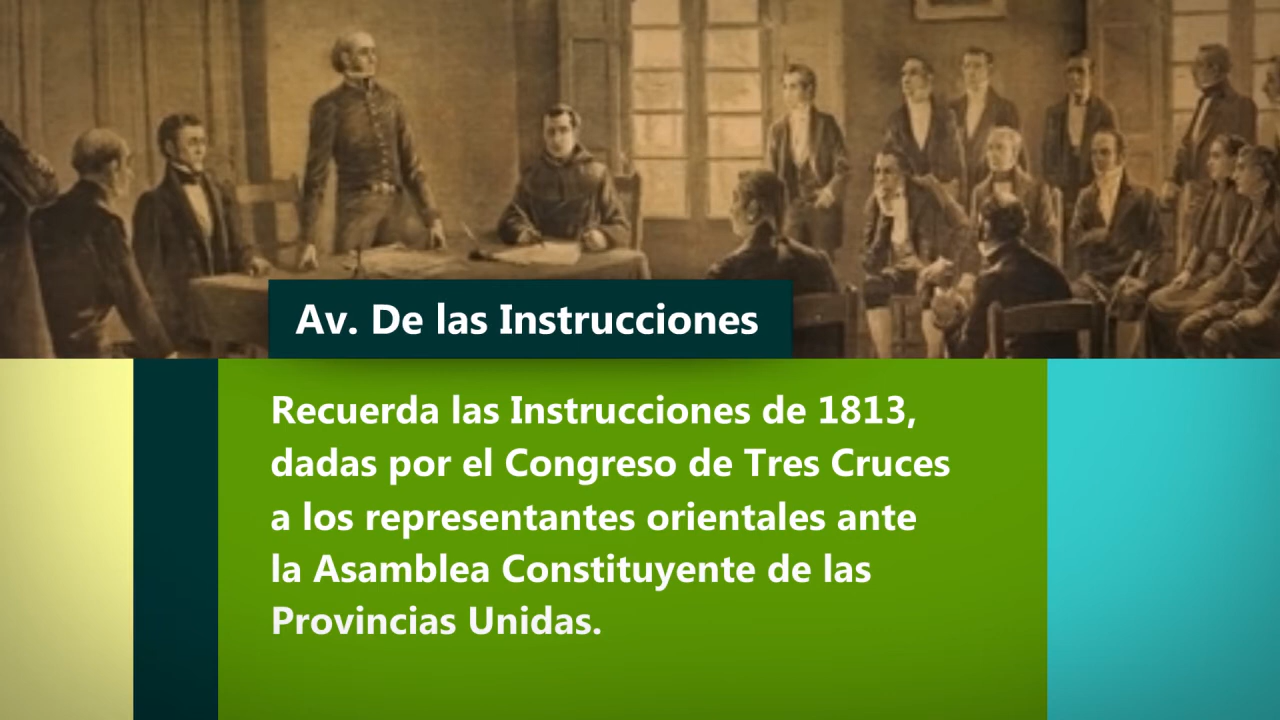 Av. De las Instrucciones
Recuerda las Instrucciones de 1813,
dadas por el Congreso de Tres Cruces
a los representantes orientales ante
la Asamblea Constituyente de las
Provincias Unidas.